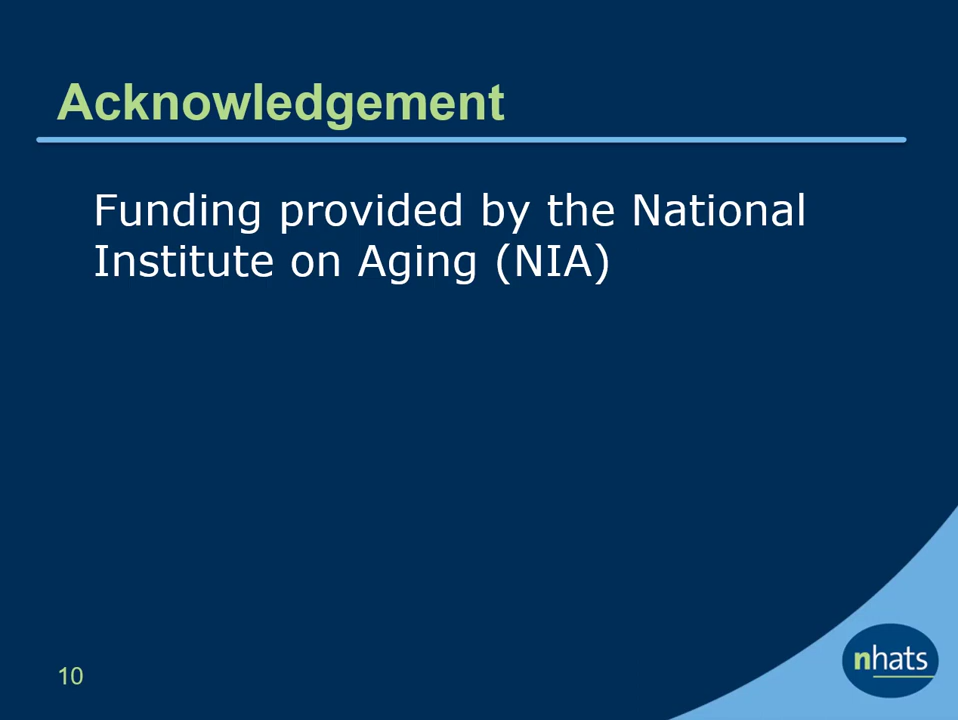 Acknowledgement
Funding provided by the National
Institute on Aging (NIA)
10
nhats